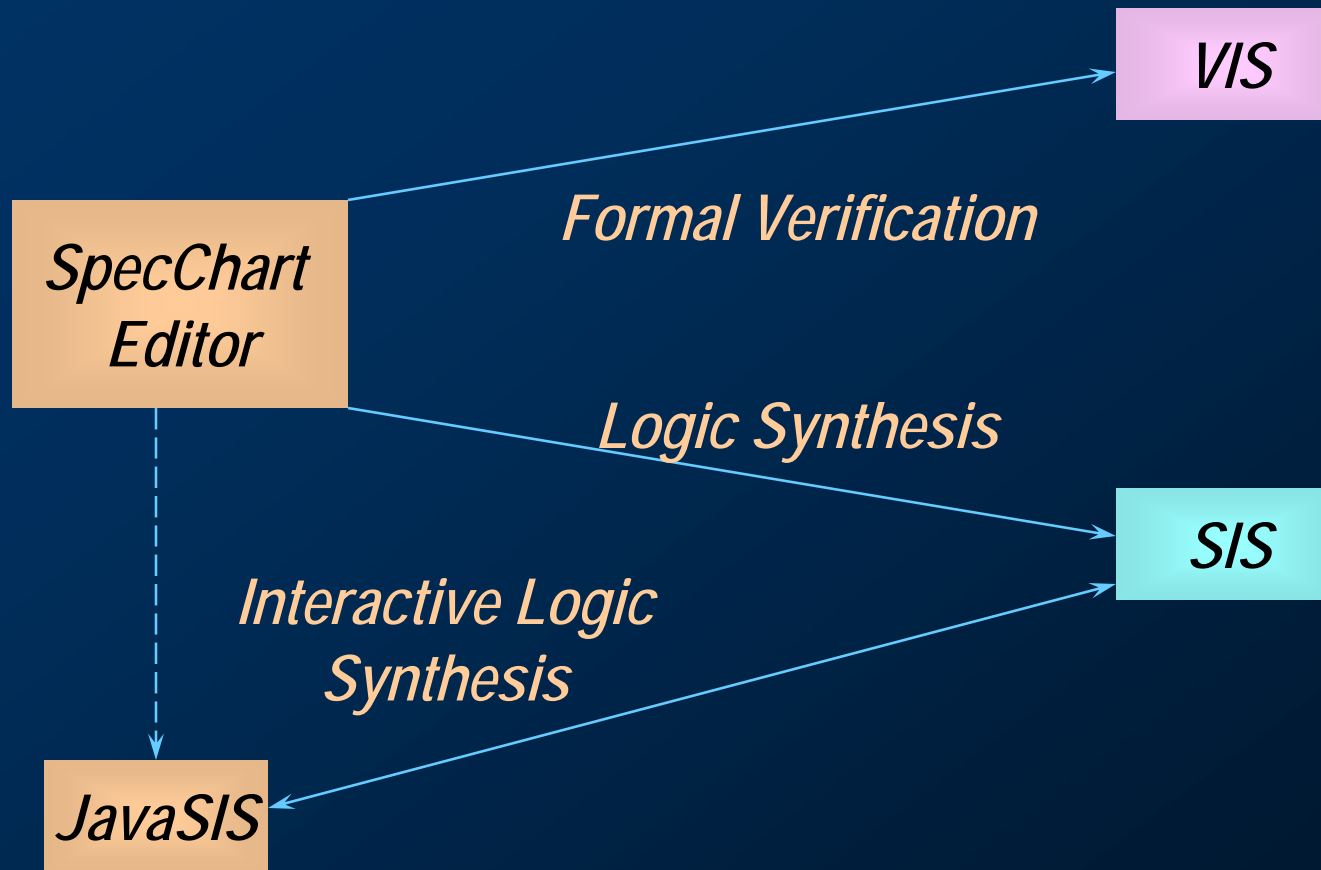 VIS
Formal Verification
SpecChart
Editor
Logic Synthesis
SIS
Interactive Logic
Synthesis
JavaSIS